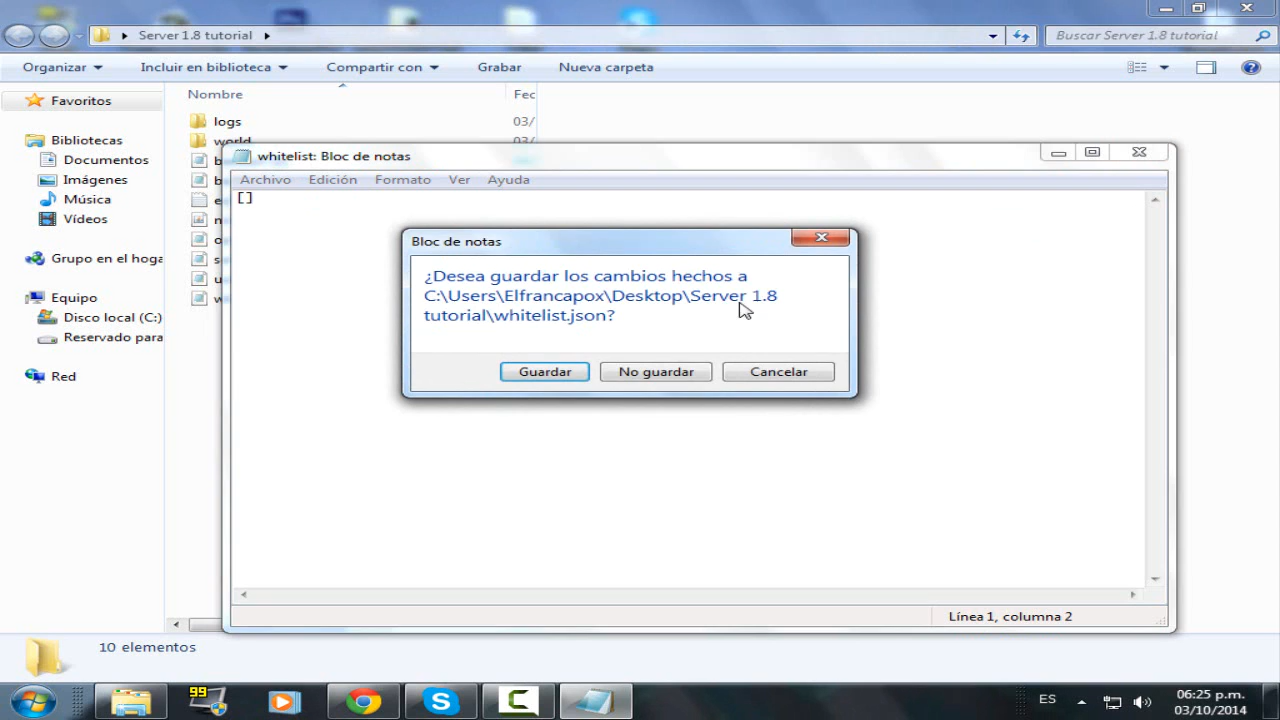 Server 1.8 tutorial
Buscar Server 1.8 tutorial
Organizar
Incluir en biblioteca
Compartir con
Grabar
Nueva carpeta
Favoritos
Bibliotecas
Documentos
Imágenes
Música
Vídeos
Grupo en el hoga
Equipo
Disco local (C:)
Reservado para
Red
Nombre
Fec
logs
03/
world
03/
b
b
e
n
o
s
u
w
whitelist: Bloc de notas
Archivo
Edición
Formato
Ver
Ayuda
[]
Bloc de notas
¿Desea guardar los cambios hechos a
C:\Users\Elfrancapox\Desktop\Server 1.8
tutorial\whitelist.json?
Guardar
No guardar
Cancelar
Línea 1, columna 2
10 elementos
99
ES
06:25 p.m.
03/10/2014